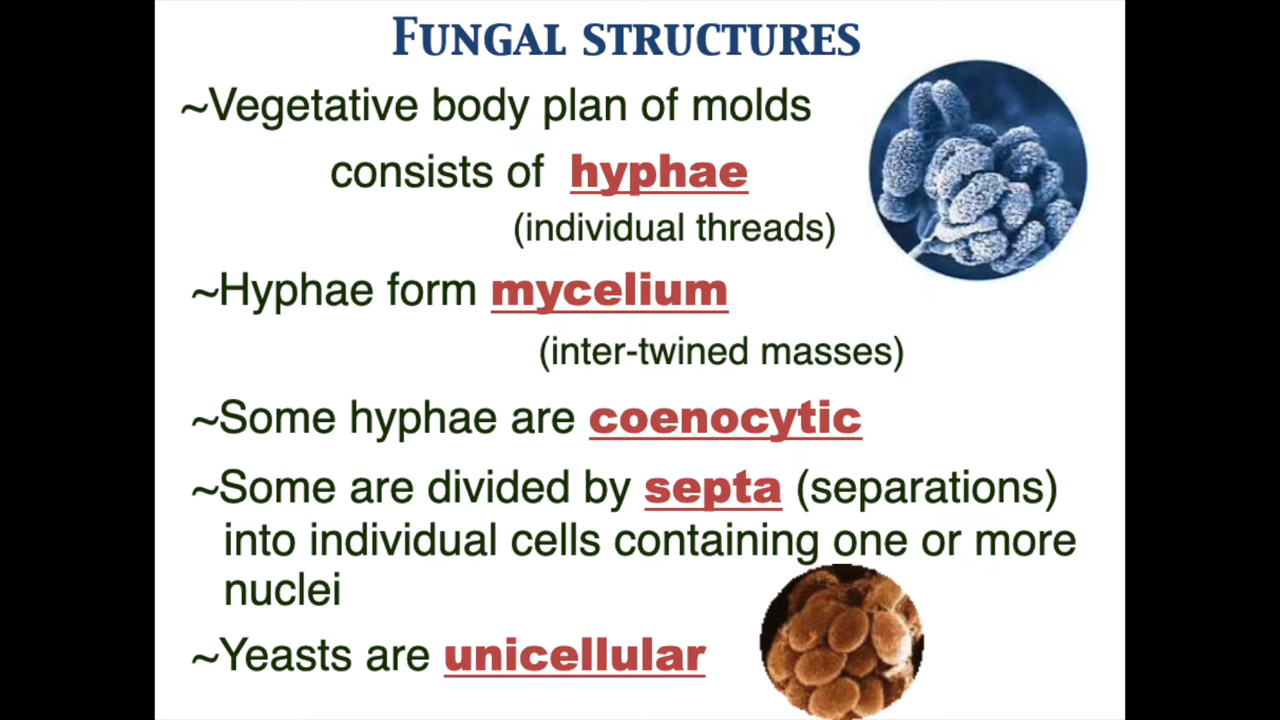 FUNGAL STRUCTURES
~Vegetative body plan of molds
consists of hyphae
(individual threads)
~Hyphae form mycelium
(inter-twined masses)
~Some hyphae are coenocytic
~Some are divided by septa (separations)
into individual cells containing one or more
nuclei
~Yeasts are unicellular